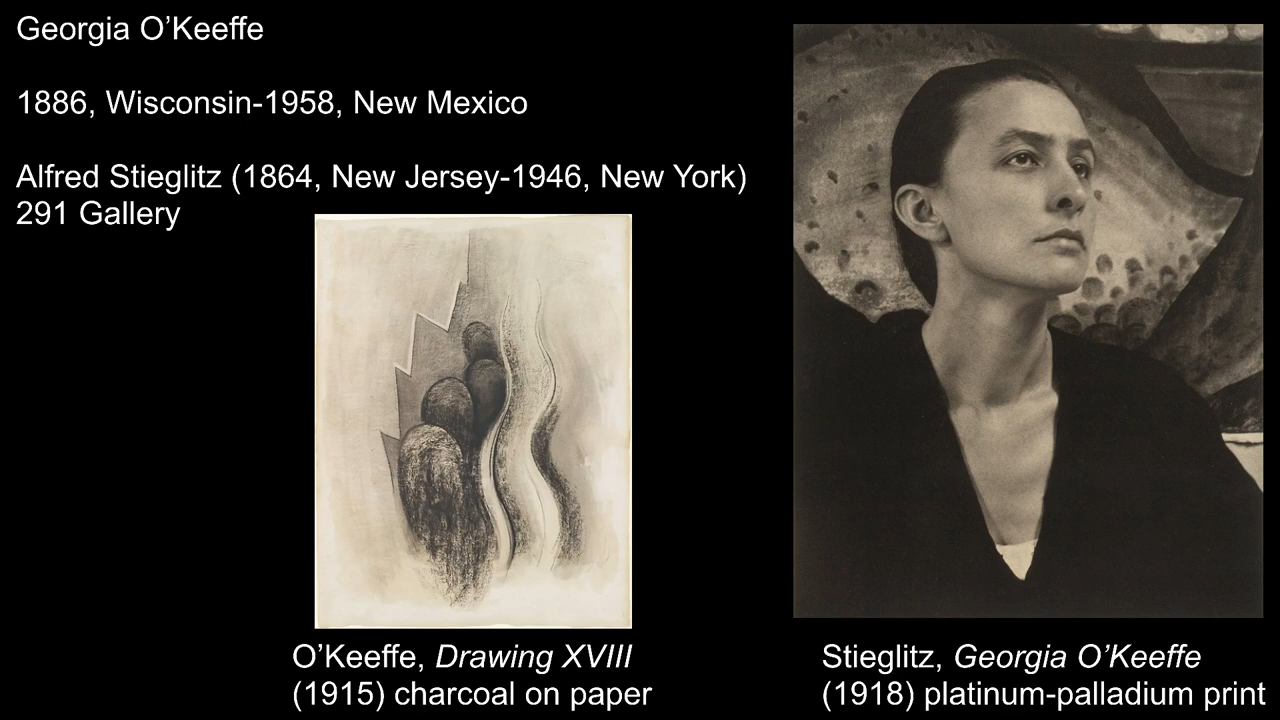 Georgia O’Keeffe
1886, Wisconsin-1958, New Mexico
Alfred Stieglitz (1864, New Jersey-1946, New York)
291 Gallery
O’Keeffe, Drawing XVIII
(1915) charcoal on paper
Stieglitz, Georgia O’Keeffe
(1918) platinum-palladium print